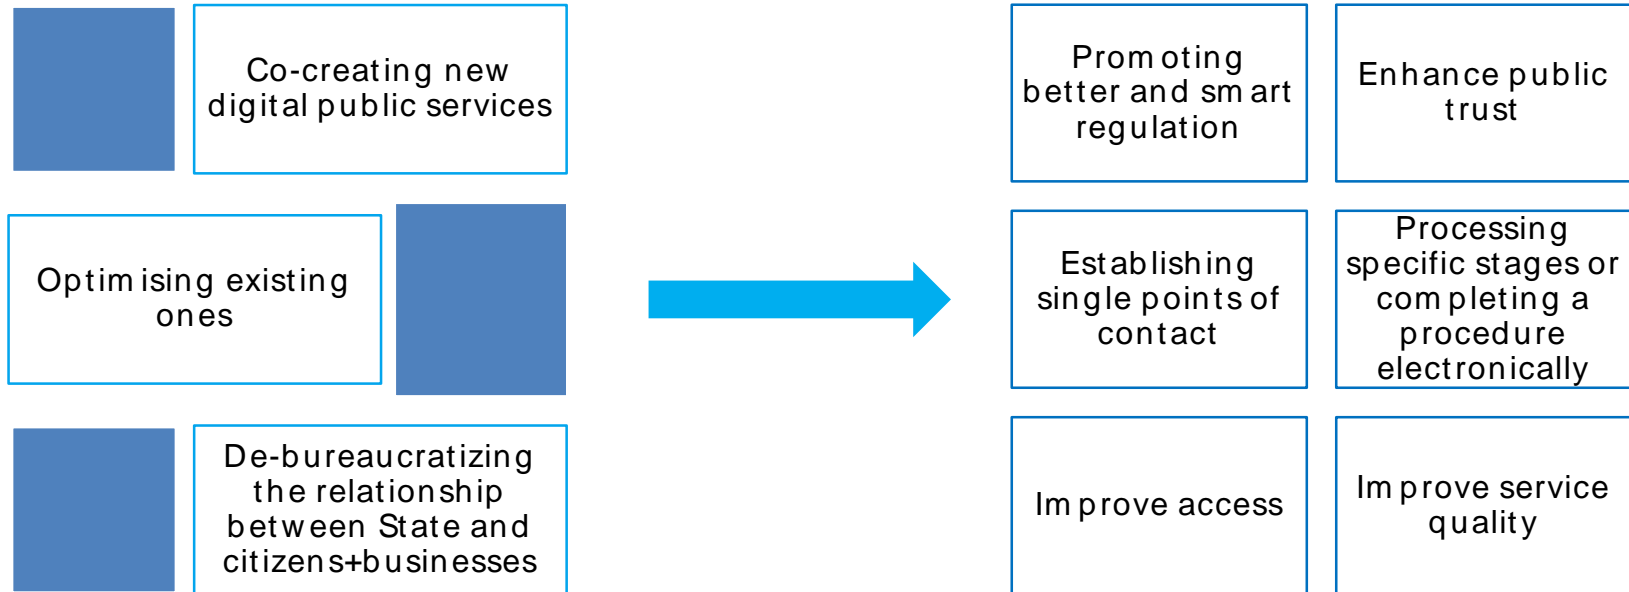 Co-creating new
digital public services
Optimising existing
ones
De-bureaucratizing
the relationship
between State and
citizens+businesses
Promoting
better and smart
regulation
Enhance public
trust
Establishing
single points of
contact
Processing
specific stages or
completing a
procedure
electronically
Improve access
Improve service
quality